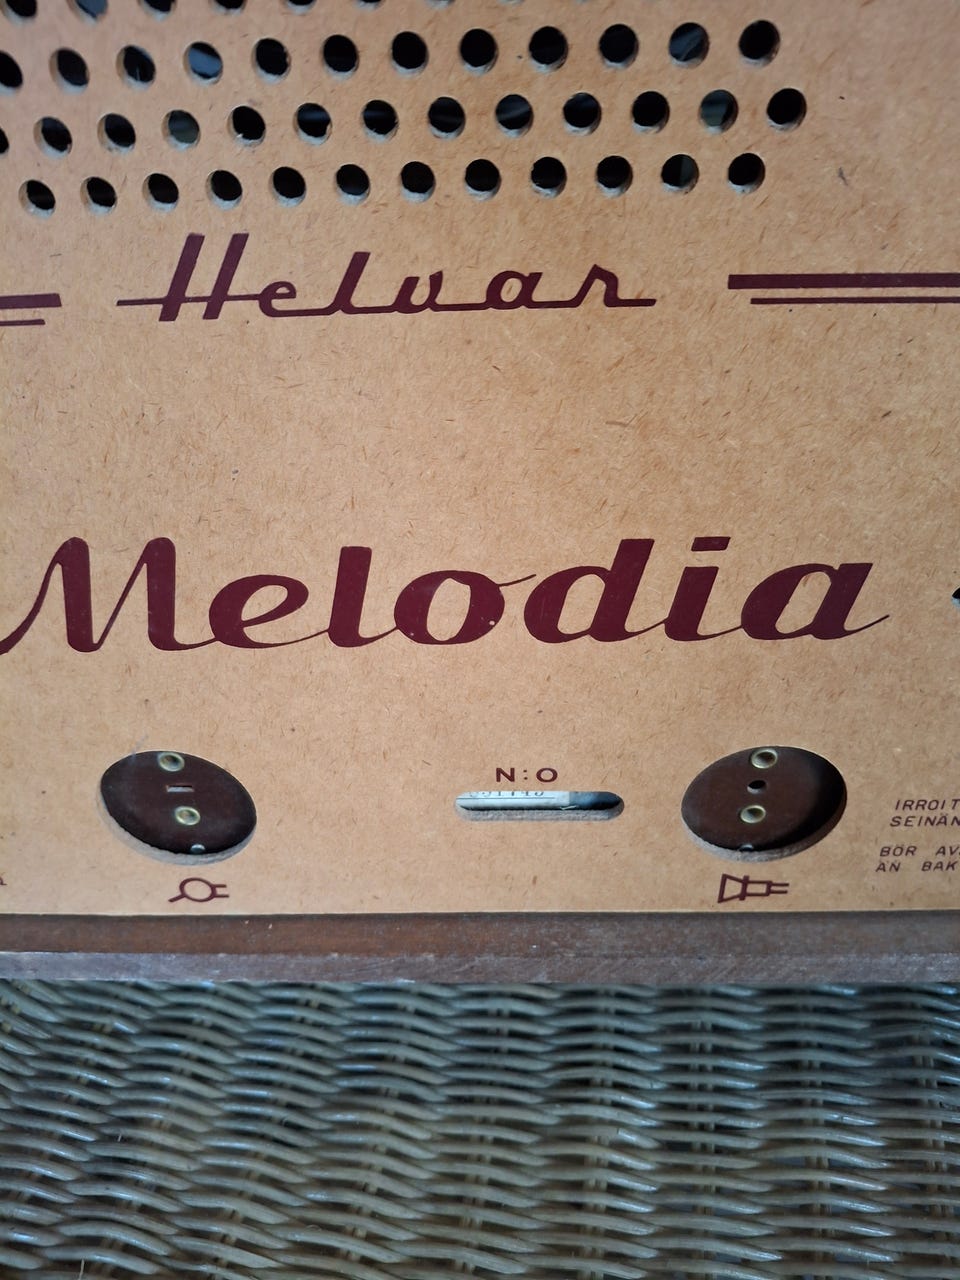 Helvar
Melodia
N:O
IRROIT
SEINÄN
BÖR AV
AN BAK